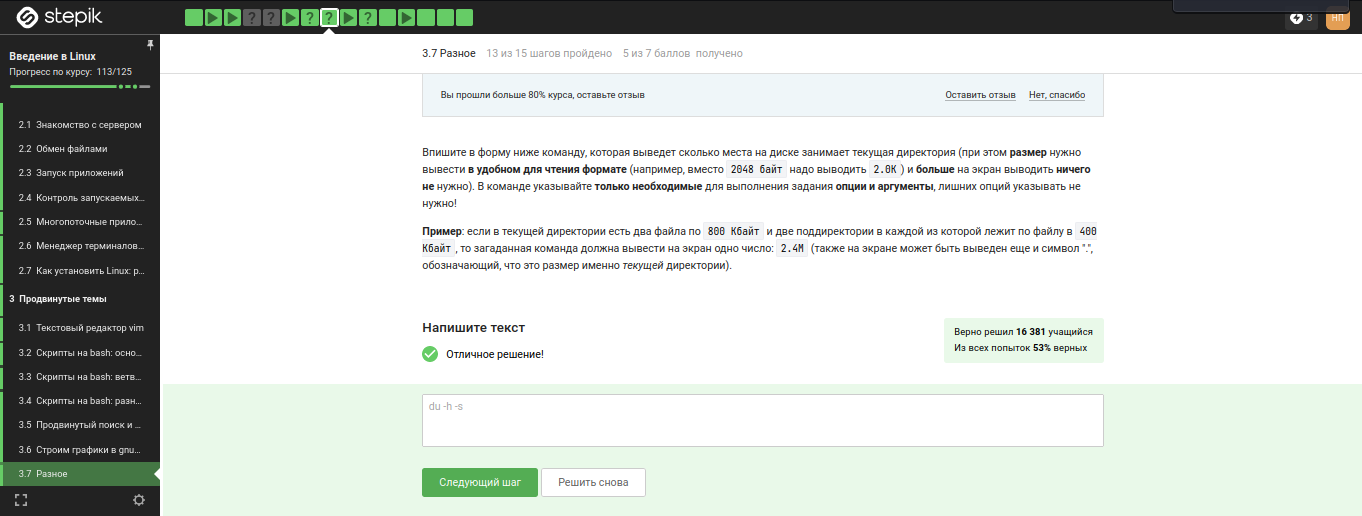 stepik
? ? ? ? ?
3
НП
Введение в Linux
Прогресс по курсу: 113/125
2.1 Знакомство с сервером
2.2 Обмен файлами
2.3 Запуск приложений
2.4 Контроль запускаемых...
2.5 Многопоточные прило...
2.6 Менеджер терминалов...
2.7 Как установить Linux: р...
3 Продвинутые темы
3.1 Текстовый редактор vim
3.2 Скрипты на bash: осно...
3.3 Скрипты на bash: ветв...
3.4 Скрипты на bash: разн...
3.5 Продвинутый поиск и ...
3.6 Строим графики в gnu...
3.7 Разное
3.7 Разное 13 из 15 шагов пройдено 5 из 7 баллов получено
Вы прошли больше 80% курса, оставьте отзыв
Оставить отзыв Нет, спасибо
Впишите в форму ниже команду, которая выведет сколько места на диске занимает текущая директория (при этом размер нужно
вывести в удобном для чтения формате (например, вместо 2048 байт надо выводить 2.0K) и больше на экран выводить ничего
не нужно). В команде указывайте только необходимые для выполнения задания опции и аргументы, лишних опций указывать не
нужно!
Пример: если в текущей директории есть два файла по 800 Кбайт и две поддиректории в каждой из которой лежит по файлу в 400
Кбайт, то загаданная команда должна вывести на экран одно число: 2.4M (также на экране может быть выведен еще и символ ".",
обозначающий, что это размер именно текущей директории).
Напишите текст
Отличное решение!
Верно решил 16 381 учащийся
Из всех попыток 53% верных
du -h -s
Следующий шаг
Решить снова